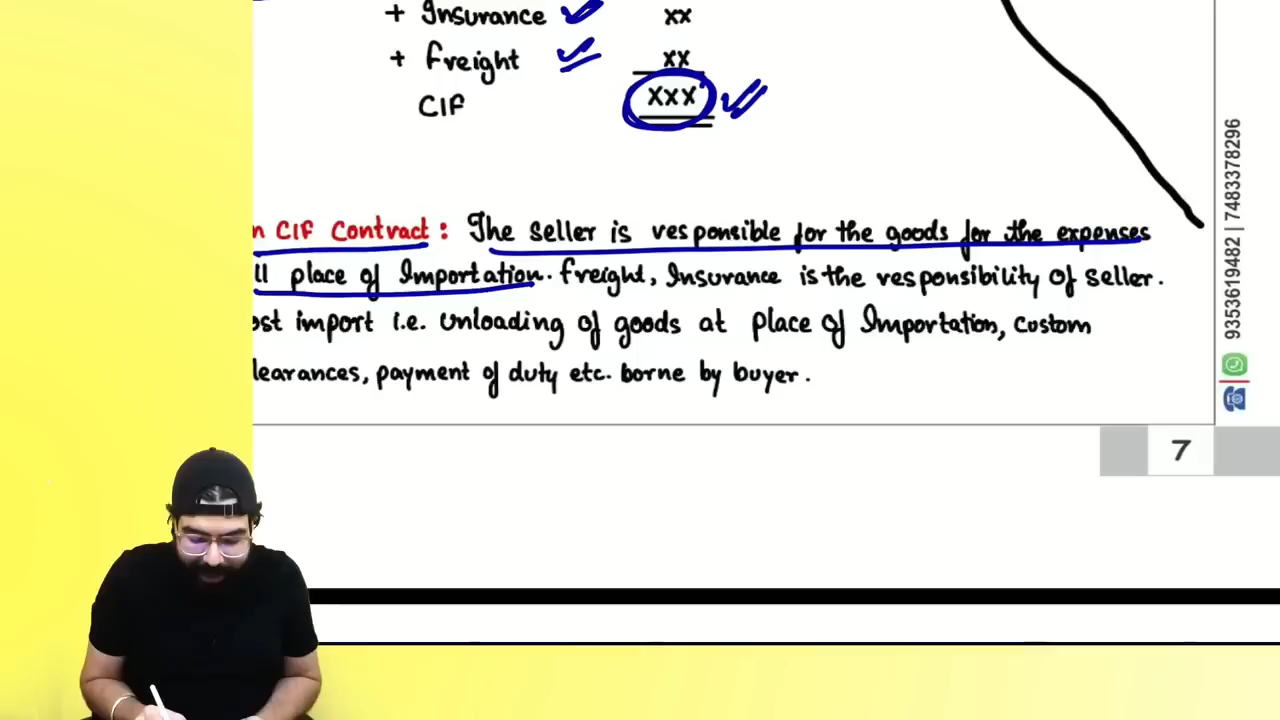 + Insurance xx
+ freight xx
CIF xxx
n CIF Contract : The seller is responsible for the goods for the expenses
ll place of Importation. freight, Insurance is the responsibility of seller.
ost import i.e. unloading of goods at place of Importation, custom
learances, payment of duty etc. borne by buyer.
7
9353619482 | 7483378296